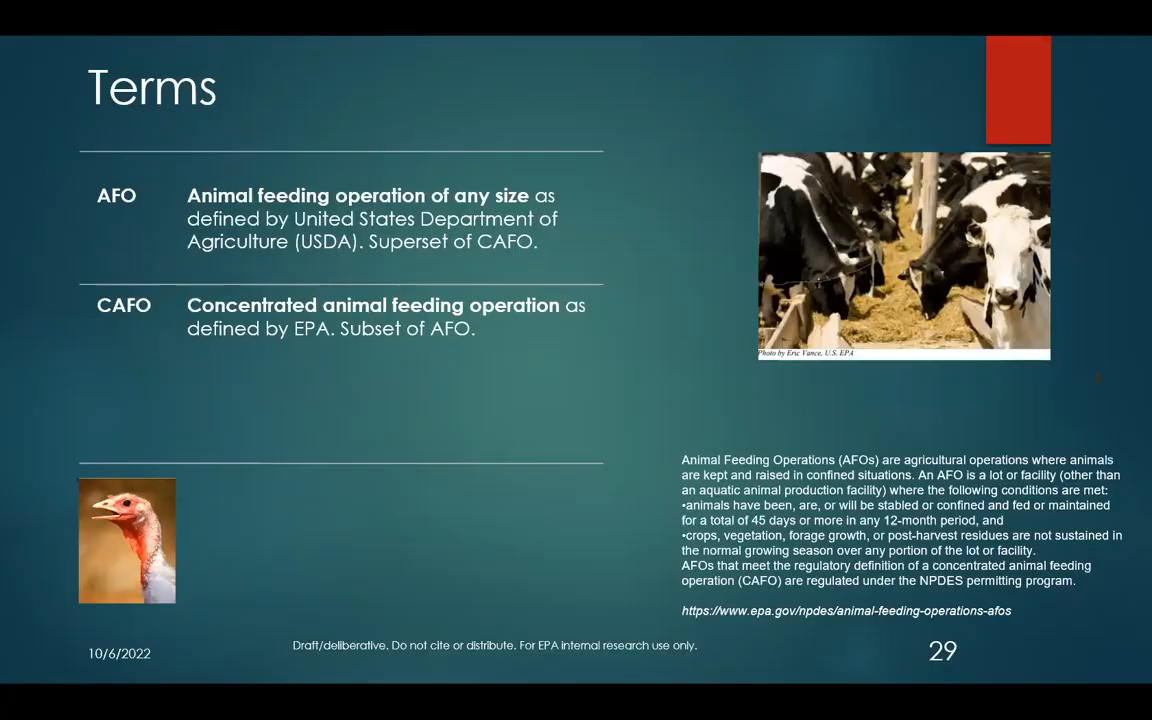 Terms
AFO
Animal feeding operation of any size as
defined by United States Department of
Agriculture (USDA). Superset of CAFO.
CAFO
Concentrated animal feeding operation as
defined by EPA. Subset of AFO.
Photo by Eric Vance, U.S. EPA
Animal Feeding Operations (AFOs) are agricultural operations where animals
are kept and raised in confined situations. An AFO is a lot or facility (other than
an aquatic animal production facility) where the following conditions are met:
•animals have been, are, or will be stabled or confined and fed or maintained
for a total of 45 days or more in any 12-month period, and
•crops, vegetation, forage growth, or post-harvest residues are not sustained in
the normal growing season over any portion of the lot or facility.
AFOs that meet the regulatory definition of a concentrated animal feeding
operation (CAFO) are regulated under the NPDES permitting program.
https://www.epa.gov/npdes/animal-feeding-operations-afos
10/6/2022
Draft/deliberative. Do not cite or distribute. For EPA internal research use only.
29